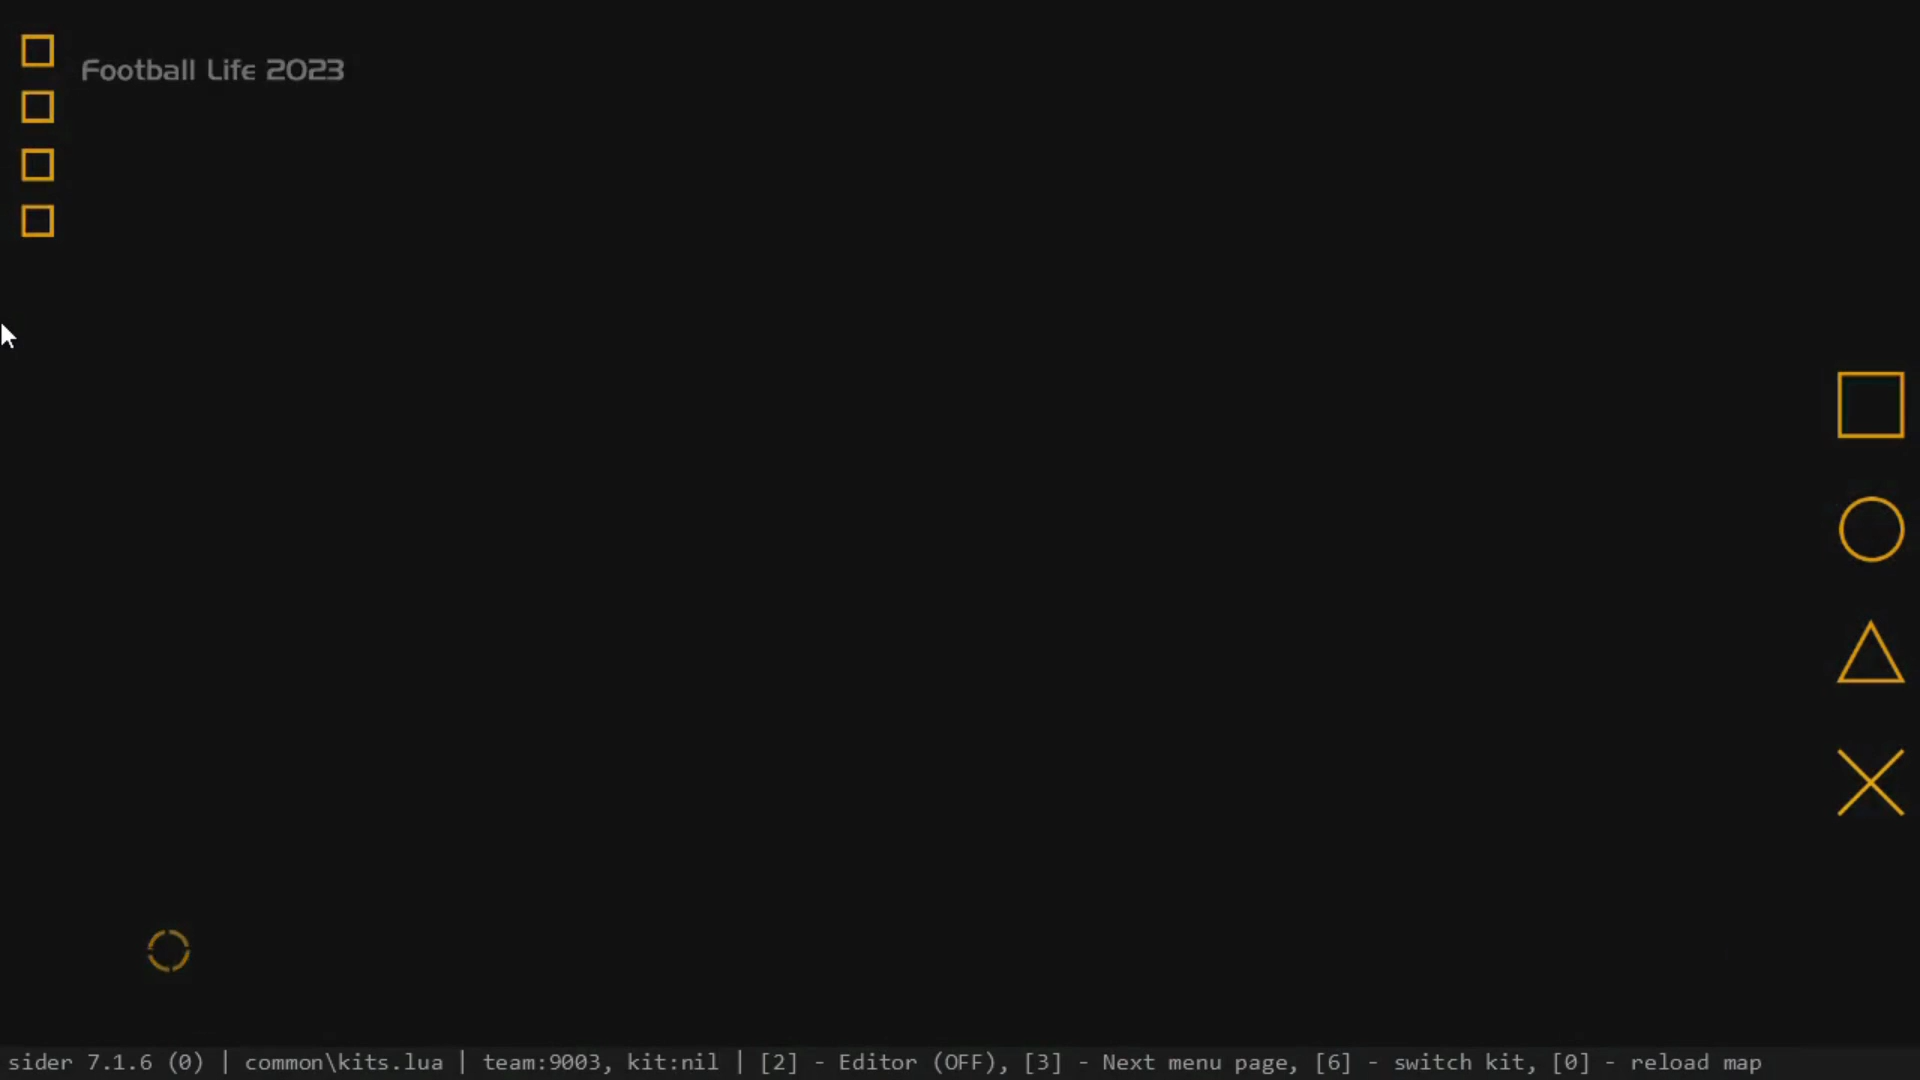 Football Life 2023
sider 7.1.6 (0) | common\kits.lua | team:9003, kit:nil | [2] - Editor (OFF), [3] - Next menu page, [6] - switch kit, [0] - reload map